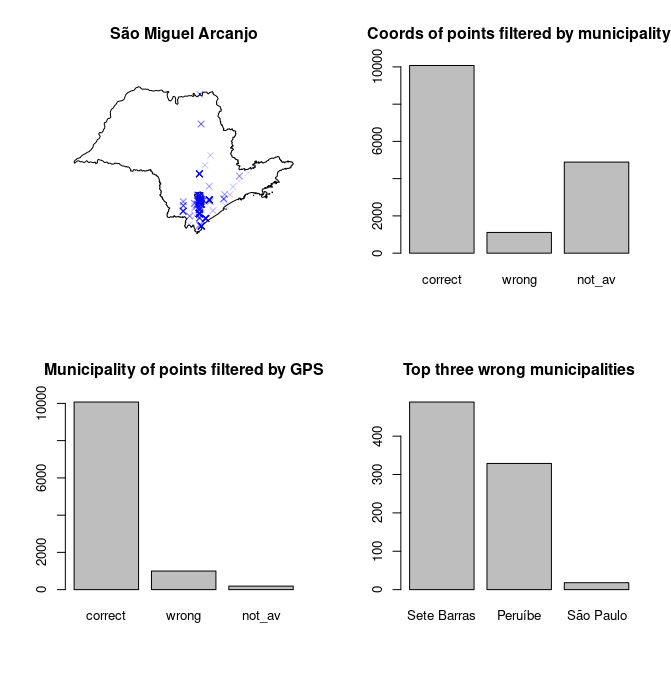 São Miguel Arcanjo
Coords of points filtered by municipality
10000
6000
2000
0
correct wrong not_av
Municipality of points filtered by GPS
10000
6000
2000
0
correct wrong not_av
Top three wrong municipalities
400
300
200
100
0
Sete Barras Peruíbe São Paulo